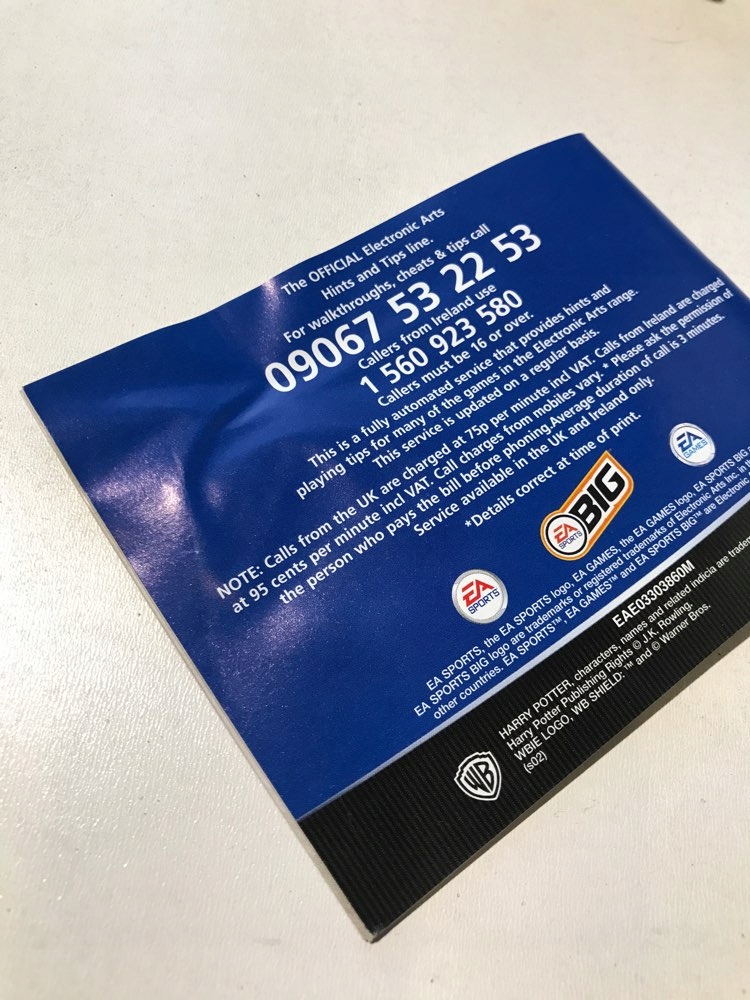 The OFFICIAL Electronic Arts
Hints and Tips line.
For walkthroughs, cheats & tips call
09067 53 22 53
Callers from Ireland use
1 560 923 580
Callers must be 16 or over.
This is a fully automated service that provides hints and
playing tips for many of the games in the Electronic Arts range.
This service is updated on a regular basis.
NOTE: Calls from the UK are charged at 75p per minute incl VAT. Calls from Ireland are charged
at 95 cents per minute incl VAT. Call charges from mobiles vary. * Please ask the permission of
the person who pays the bill before phoning.Average duration of call is 3 minutes.
Service available in the UK and Ireland only.
*Details correct at time of print.
EA SPORTS
EA SPORTS BIG
EA GAMES
EA SPORTS, the EA SPORTS logo, EA GAMES, the EA GAMES logo, EA SPORTS BIG
EA SPORTS BIG logo are trademarks or registered trademarks of Electronic Arts Inc. in the
other countries. EA SPORTS™, EA GAMES™ and EA SPORTS BIG™ are Electronic
EAE03303860M
HARRY POTTER, characters, names and related indicia are
Harry Potter Publishing Rights © J.K. Rowling.
WBIE LOGO, WB SHIELD: ™ and © Warner Bros.
(s02)
WB